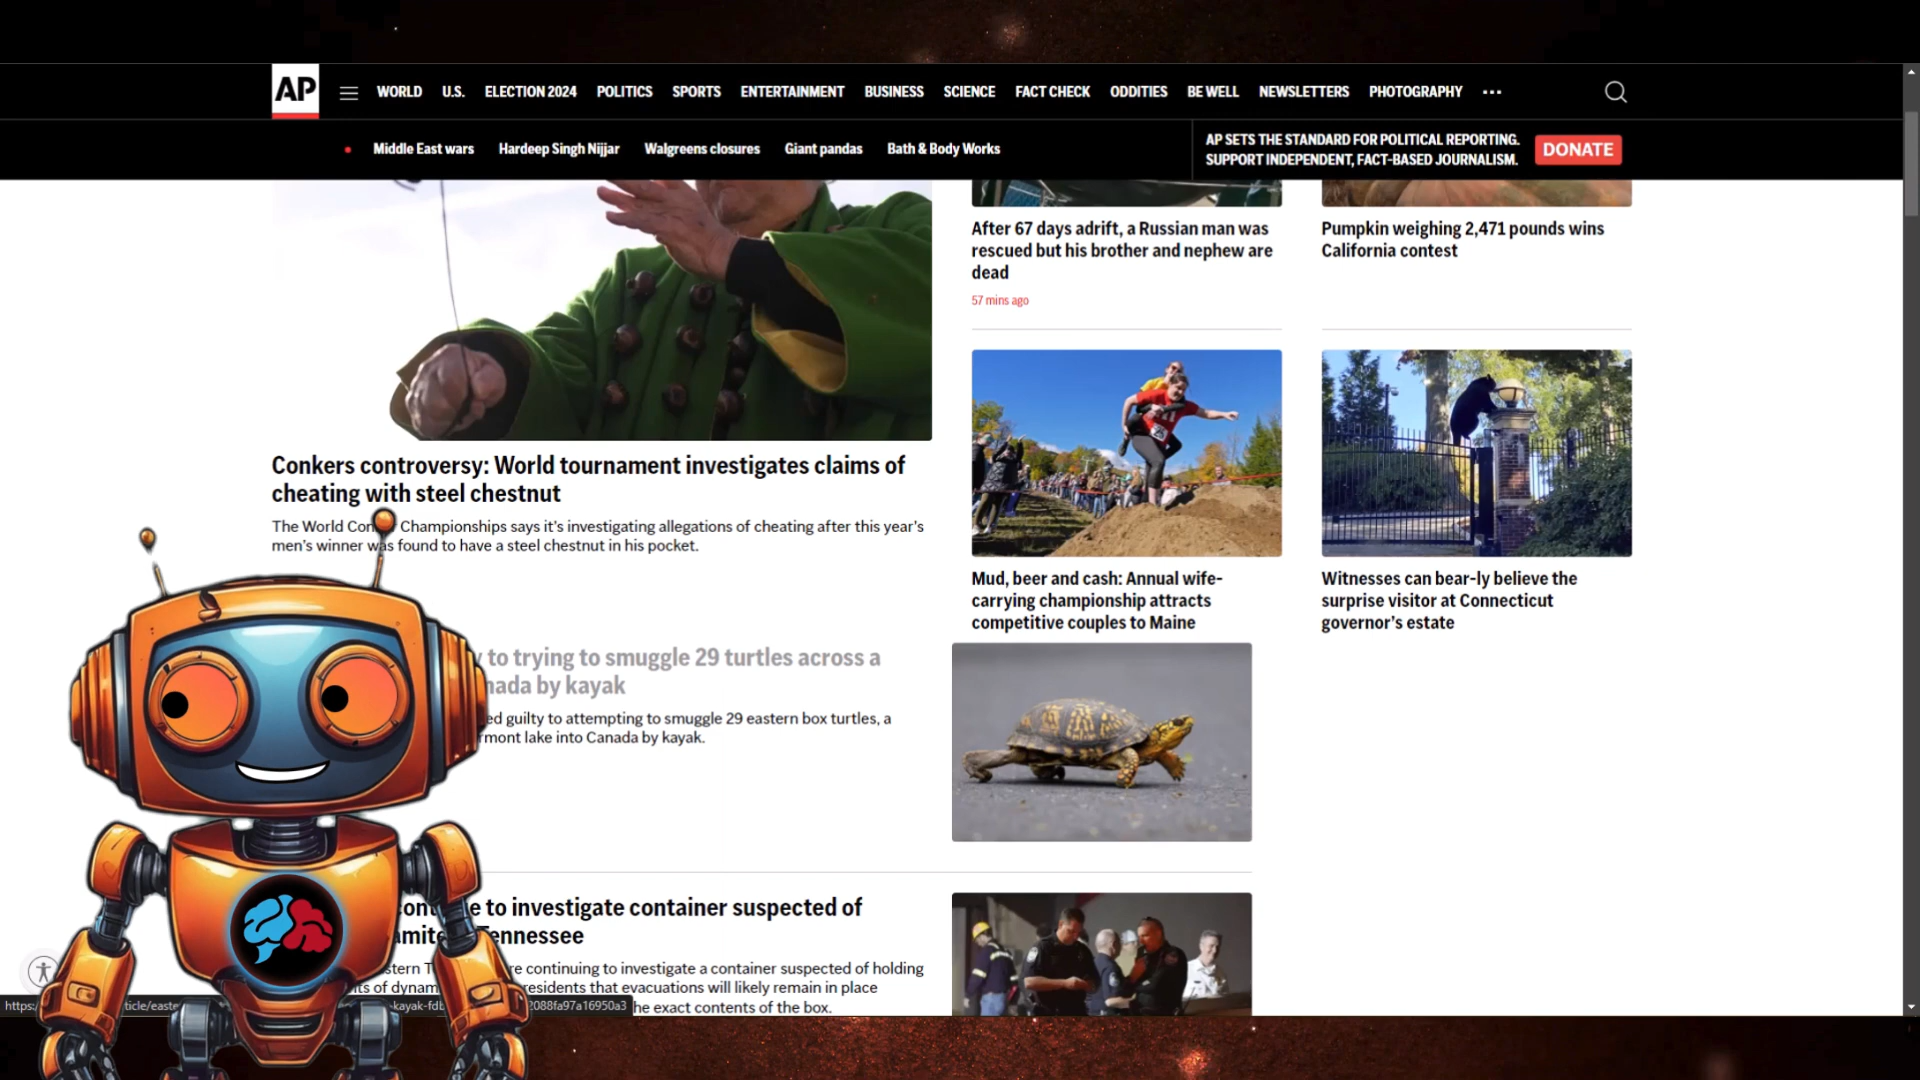 AP
WORLD U.S. ELECTION 2024 POLITICS SPORTS ENTERTAINMENT BUSINESS SCIENCE FACT CHECK ODDITIES BE WELL NEWSLETTERS PHOTOGRAPHY
Middle East wars Hardeep Singh Nijjar Walgreens closures Giant pandas Bath & Body Works
AP SETS THE STANDARD FOR POLITICAL REPORTING.
SUPPORT INDEPENDENT, FACT-BASED JOURNALISM.
DONATE
Conkers controversy: World tournament investigates claims of
cheating with steel chestnut
The World Championships says it's investigating allegations of cheating after this year's
men's winner was found to have a steel chestnut in his pocket.
to trying to smuggle 29 turtles across a
by kayak
guilty to attempting to smuggle 29 eastern box turtles, a
lake into Canada by kayak.
to investigate container suspected of
continuing to investigate a container suspected of holding
residents that evacuations will likely remain in place
the exact contents of the box.
After 67 days adrift, a Russian man was
rescued but his brother and nephew are
dead
57 mins ago
Pumpkin weighing 2,471 pounds wins
California contest
Mud, beer and cash: Annual wife-
carrying championship attracts
competitive couples to Maine
Witnesses can bear-ly believe the
surprise visitor at Connecticut
governor's estate